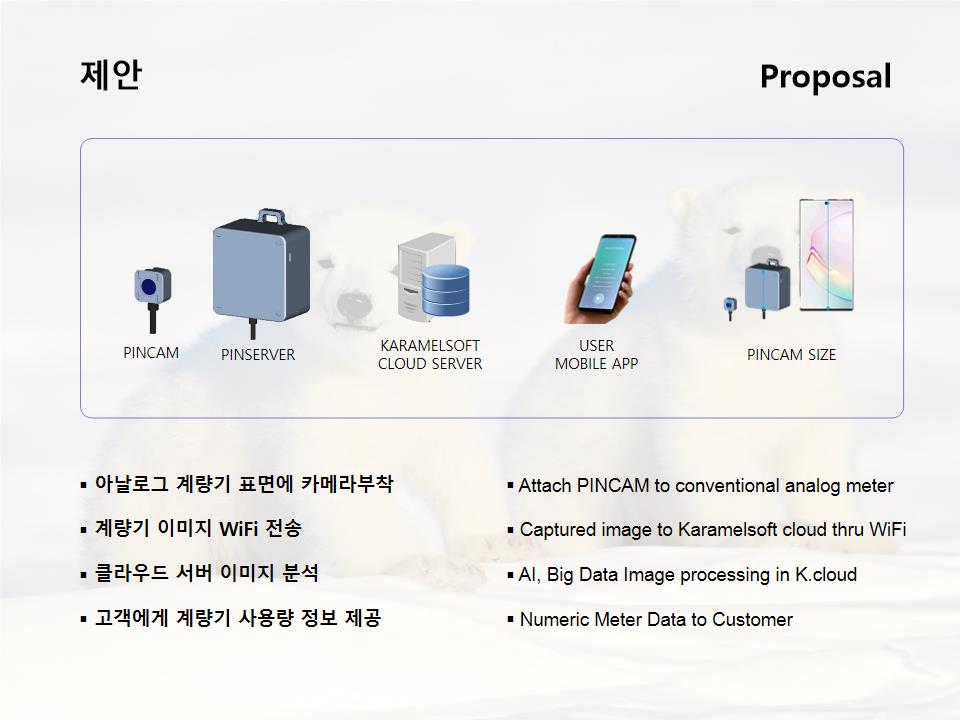 제안
Proposal
PINCAM
PINSERVER
KARAMELSOFT
CLOUD SERVER
USER
MOBILE APP
PINCAM SIZE
▪ 아날로그 계량기 표면에 카메라부착
▪ 계량기 이미지 WiFi 전송
▪ 클라우드 서버 이미지 분석
▪ 고객에게 계량기 사용량 정보 제공
▪ Attach PINCAM to conventional analog meter
▪ Captured image to Karamelsoft cloud thru WiFi
▪ AI, Big Data Image processing in K.cloud
▪ Numeric Meter Data to Customer